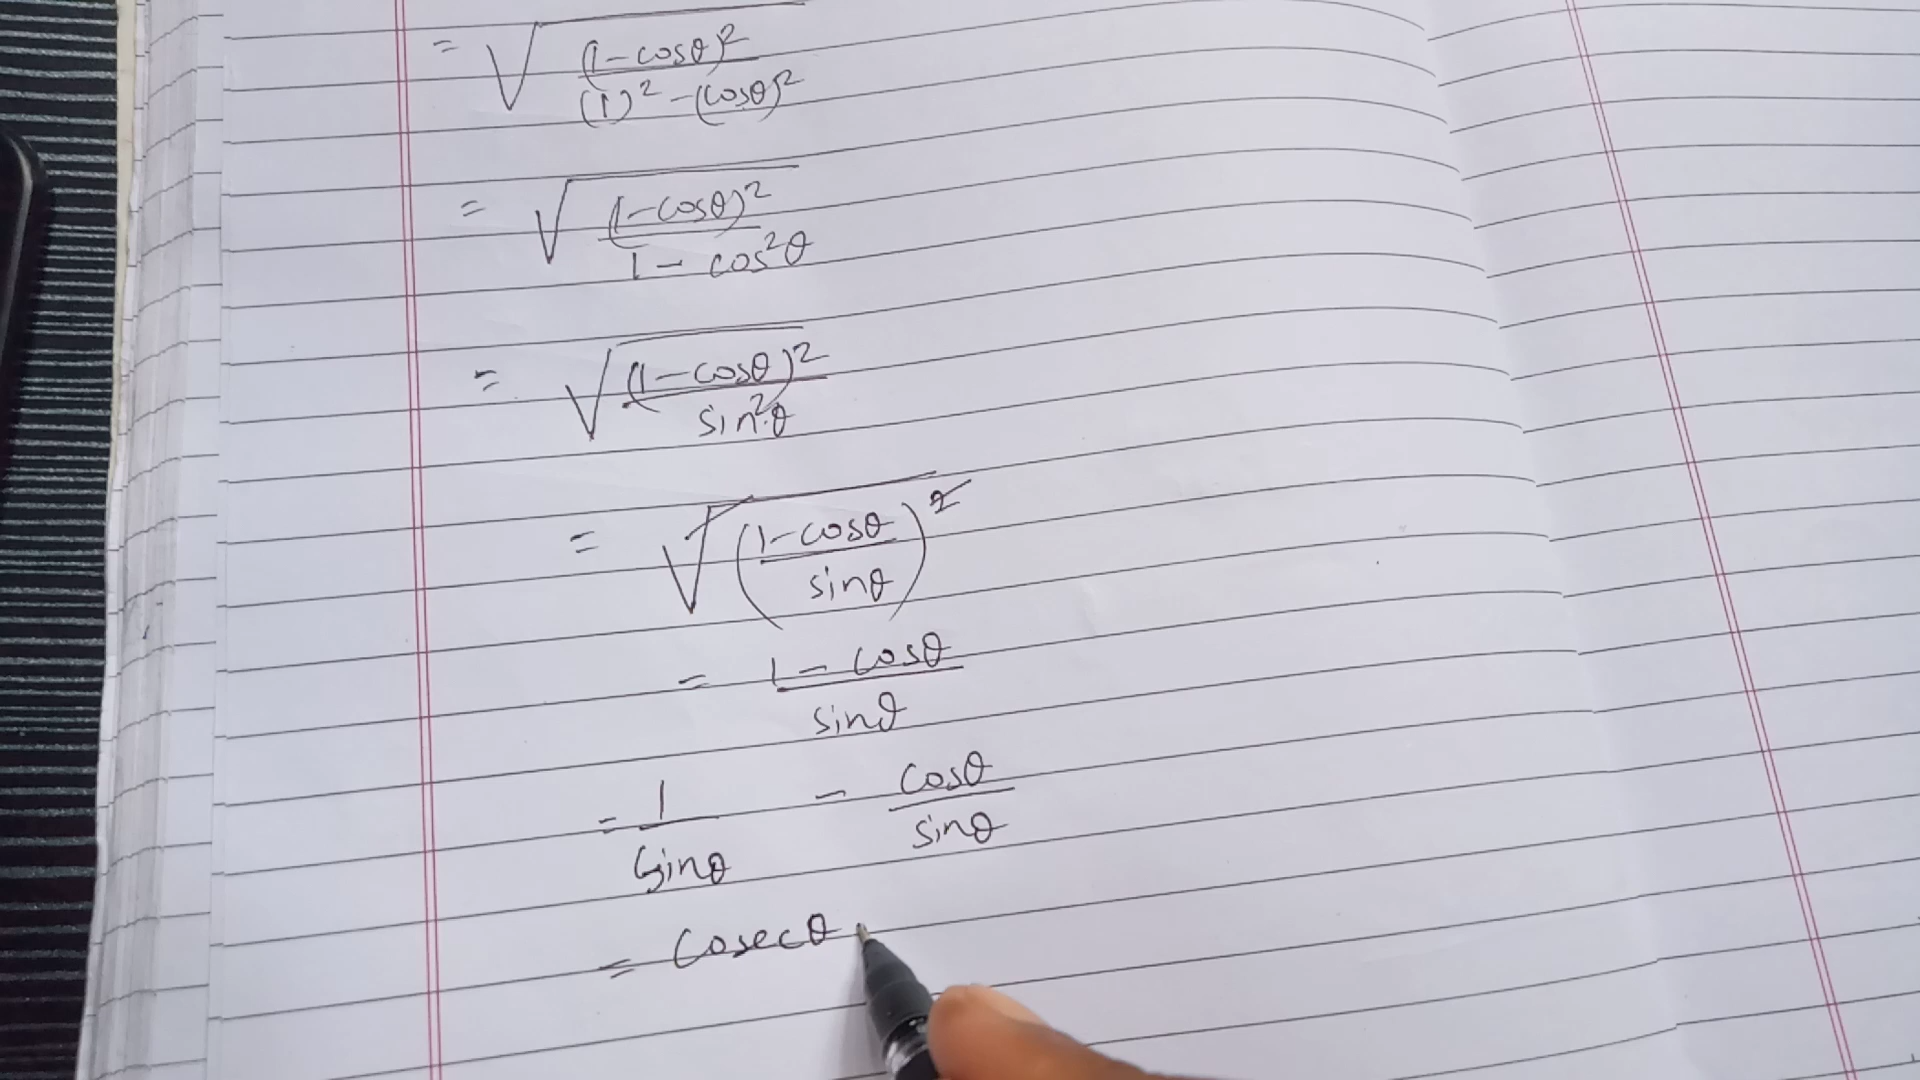 = √((1-cosθ)² / (1)² - (cosθ)²)
= √((1-cosθ)² / 1 - cos²θ)
= √((1-cosθ)² / sin²θ)
= √(1-cosθ / sinθ)²
= 1 - cosθ / sinθ
= 1 / sinθ - cosθ / sinθ
= cosecθ